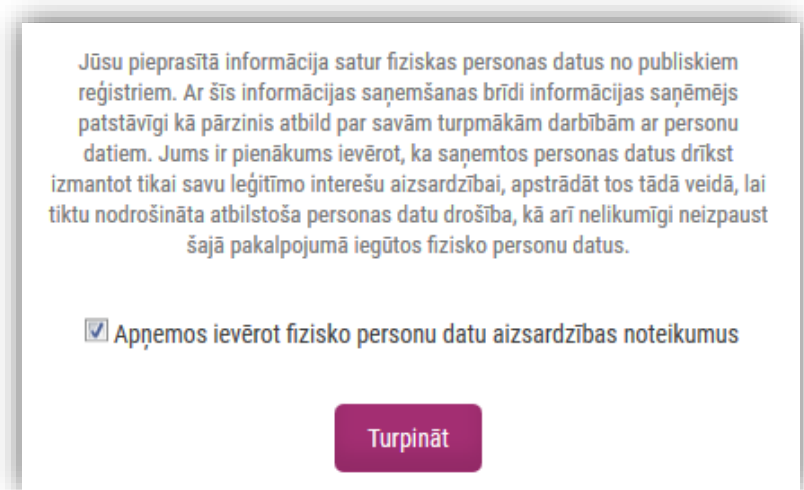 Jūsu pieprasītā informācija satur fiziskas personas datus no publiskiem
reģistriem. Ar šīs informācijas saņemšanas brīdi informācijas saņēmējs
patstāvīgi kā pārzinis atbild par savām turpmākām darbībām ar personu
datiem. Jums ir pienākums ievērot, ka saņemtos personas datus drīkst
izmantot tikai savu leģitīmo interešu aizsardzībai, apstrādāt tos tādā veidā, lai
tiktu nodrošināta atbilstoša personas datu drošība, kā arī nelikumīgi neizpaust
šajā pakalpojumā iegūtos fizisko personu datus.
Apņemos ievērot fizisko personu datu aizsardzības noteikumus
Turpināt